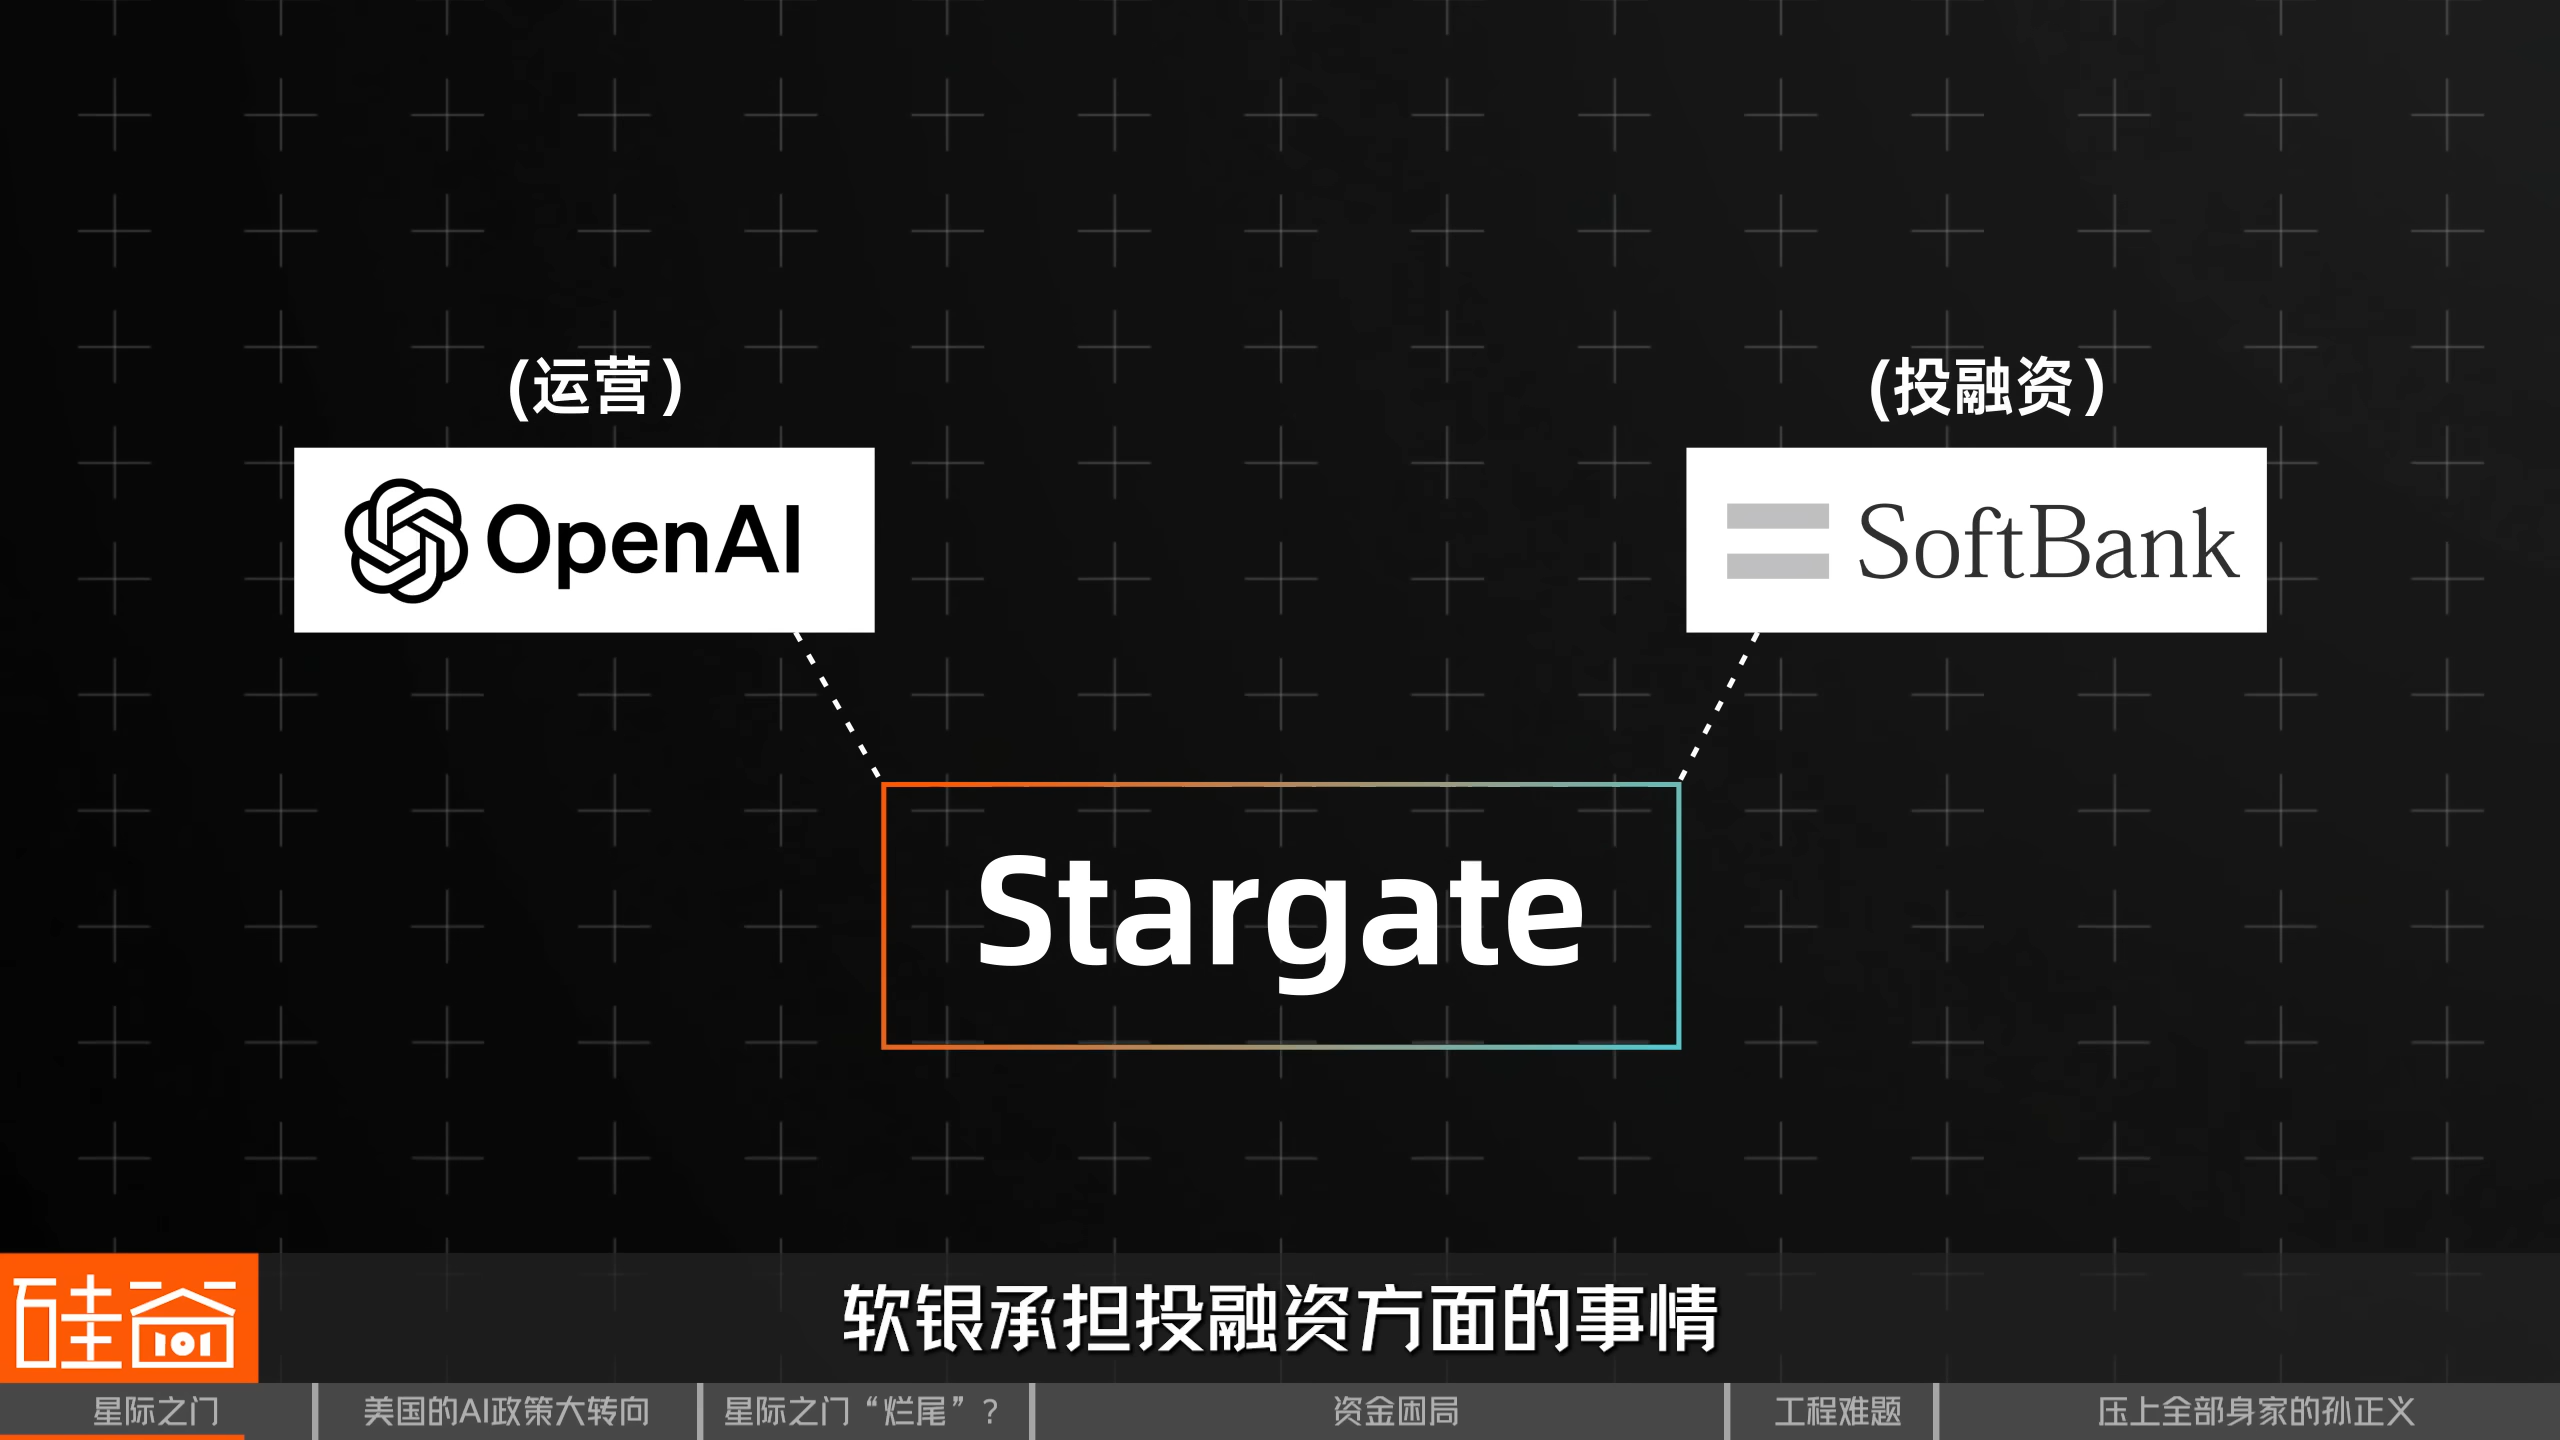 (运营)
(投融资)
OpenAI
SoftBank
Stargate
硅谷
101
软银承担投融资方面的事情
星际之门
美国的AI政策大转向
星际之门“烂尾”?
资金困局
工程难题
压上全部身家的孙正义